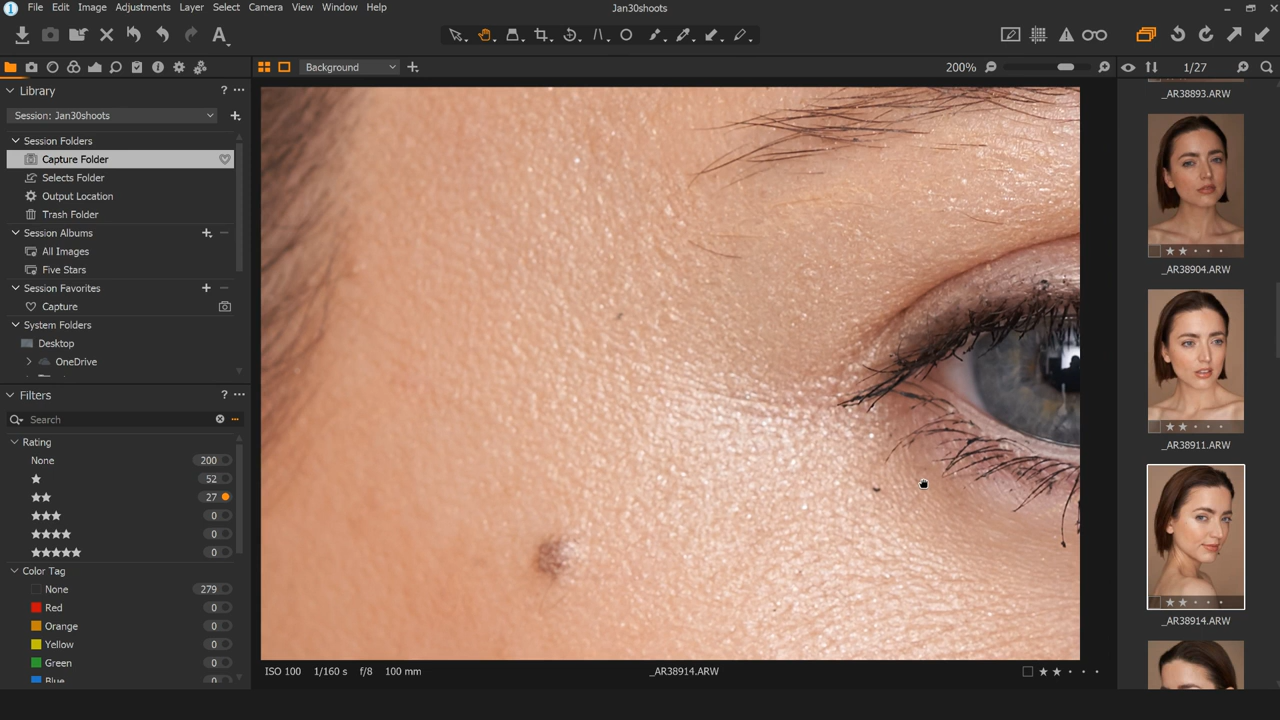 File Edit Image Adjustments Layer Select Camera View Window Help
Jan30shoots
Background
200%
1/27
Library
? ···
Session: Jan30shoots
Session Folders
Capture Folder
Selects Folder
Output Location
Trash Folder
Session Albums
All Images
Five Stars
Session Favorites
Capture
System Folders
Desktop
OneDrive
Filters
? ···
Search
Rating
None 200
52
27
0
0
0
Color Tag
None 279
Red 0
Orange 0
Yellow 0
Green 0
Blue 0
ISO 100 1/160 s f/8 100 mm
_AR38914.ARW
_AR38893.ARW
_AR38904.ARW
_AR38911.ARW
_AR38914.ARW